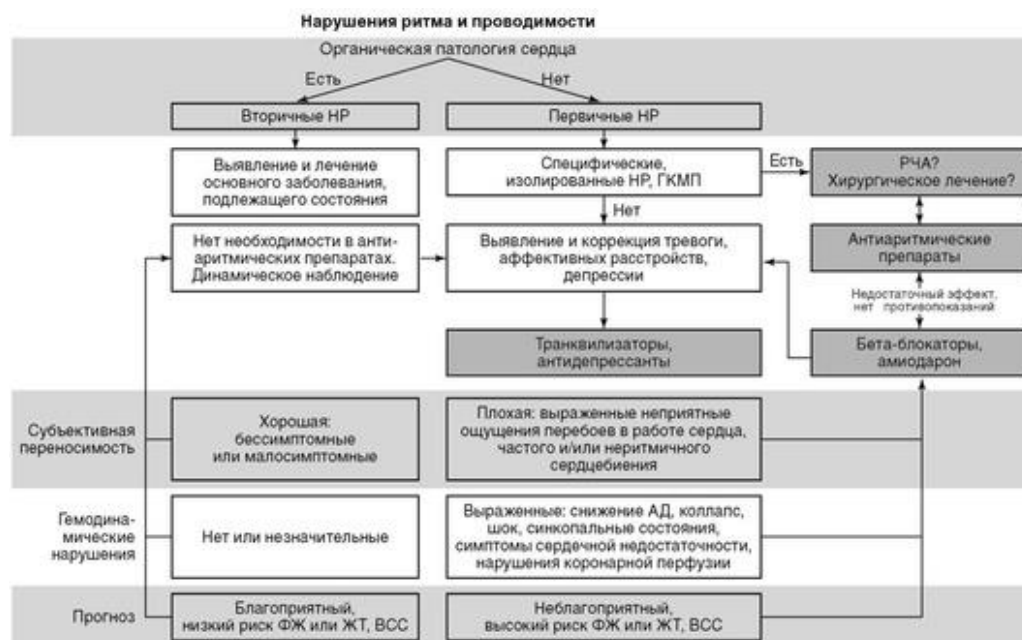 Нарушения ритма и проводимости
Органическая патология сердца
Есть
Нет
Вторичные НР
Первичные НР
Выявление и лечение
основного заболевания,
подлежащего состояния
Специфические,
изолированные НР, ГКМП
Есть
РЧА?
Хирургическое лечение?
Нет
Нет необходимости в анти-
аритмических препаратах.
Динамическое наблюдение
Выявление и коррекция тревоги,
аффективных расстройств,
депрессии
Антиаритмические
препараты
Недостаточный эффект,
нет противопоказаний
Транквилизаторы,
антидепрессанты
Бета-блокаторы,
амиодарон
Субъективная
переносимость
Хорошая:
бессимптомные
или малосимптомные
Плохая: выраженные неприятные
ощущения перебоев в работе сердца,
частого и/или неритмичного
сердцебиения
Гемодина-
мические
нарушения
Нет или незначительные
Выраженные: снижение АД, коллапс,
шок, синкопальные состояния,
симптомы сердечной недостаточности,
нарушения коронарной перфузии
Прогноз
Благоприятный,
низкий риск ФЖ или ЖТ, ВСС
Неблагоприятный,
высокий риск ФЖ или ЖТ, ВСС